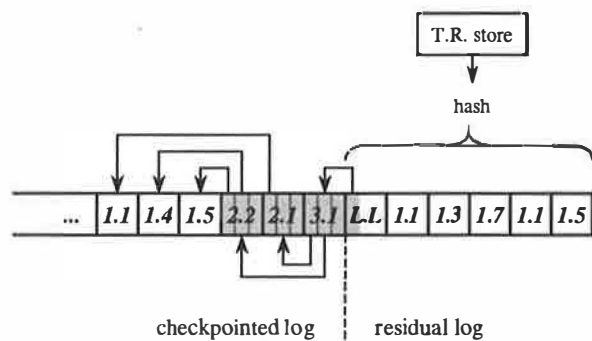 T.R. store
hash
... 1.1 1.4 1.5 2.2 2.1 3.1 L.L 1.1 1.3 1.7 1.1 1.5
checkpointed log residual log